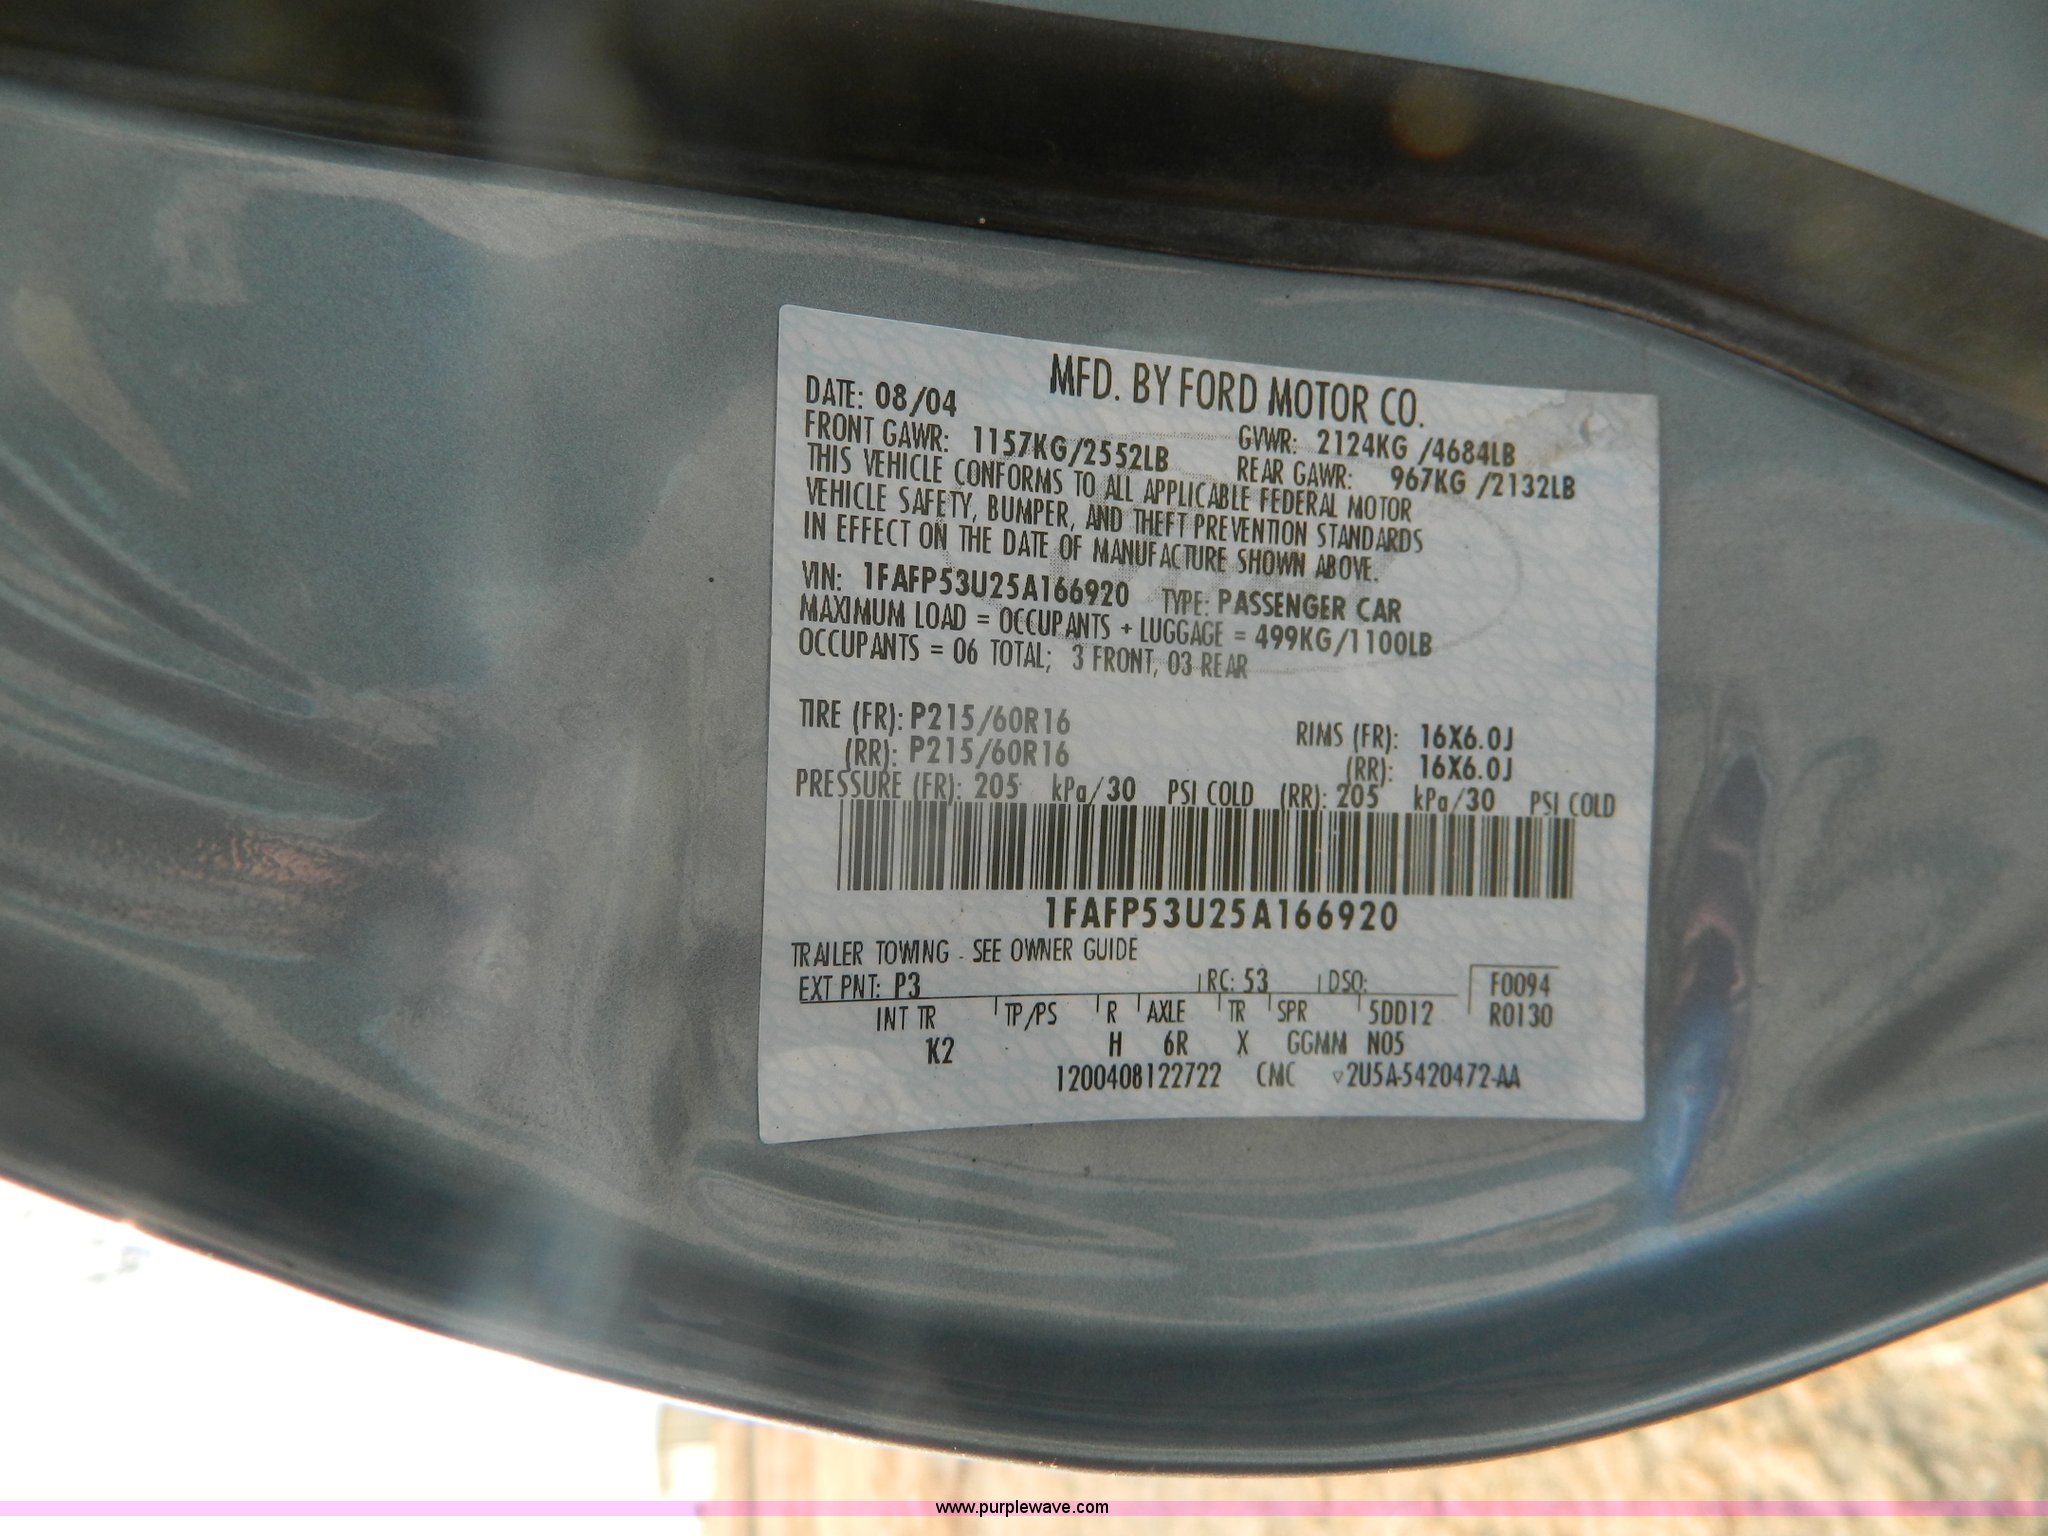 MFD. BY FORD MOTOR CO.
DATE: 08/04
GVWR: 2124KG /4684LB
FRONT GAWR: 1157KG/2552LB
REAR GAWR: 967KG /2132LB
THIS VEHICLE CONFORMS TO ALL APPLICABLE FEDERAL MOTOR
VEHICLE SAFETY, BUMPER, AND THEFT PREVENTION STANDARDS
IN EFFECT ON THE DATE OF MANUFACTURE SHOWN ABOVE.
VIN: 1FAFP53U25A166920 TYPE: PASSENGER CAR
MAXIMUM LOAD = OCCUPANTS + LUGGAGE = 499KG/1100LB
OCCUPANTS = 06 TOTAL; 3 FRONT, 03 REAR
TIRE (FR): P215/60R16 RIMS (FR): 16X6.0J
(RR): P215/60R16 (RR): 16X6.0J
PRESSURE (FR): 205 kPa/30 PSI COLD (RR): 205 kPa/30 PSI COLD
1FAFP53U25A166920
TRAILER TOWING - SEE OWNER GUIDE
EXT PNT: P3 RC: 53 DSO: F0094
INT TR TP/PS R AXLE TR SPR 5DD12 R0130
K2 H 6R X GGMM N05
1200408122722 CMC ▽2U5A-5420472-AA
www.purplewave.com